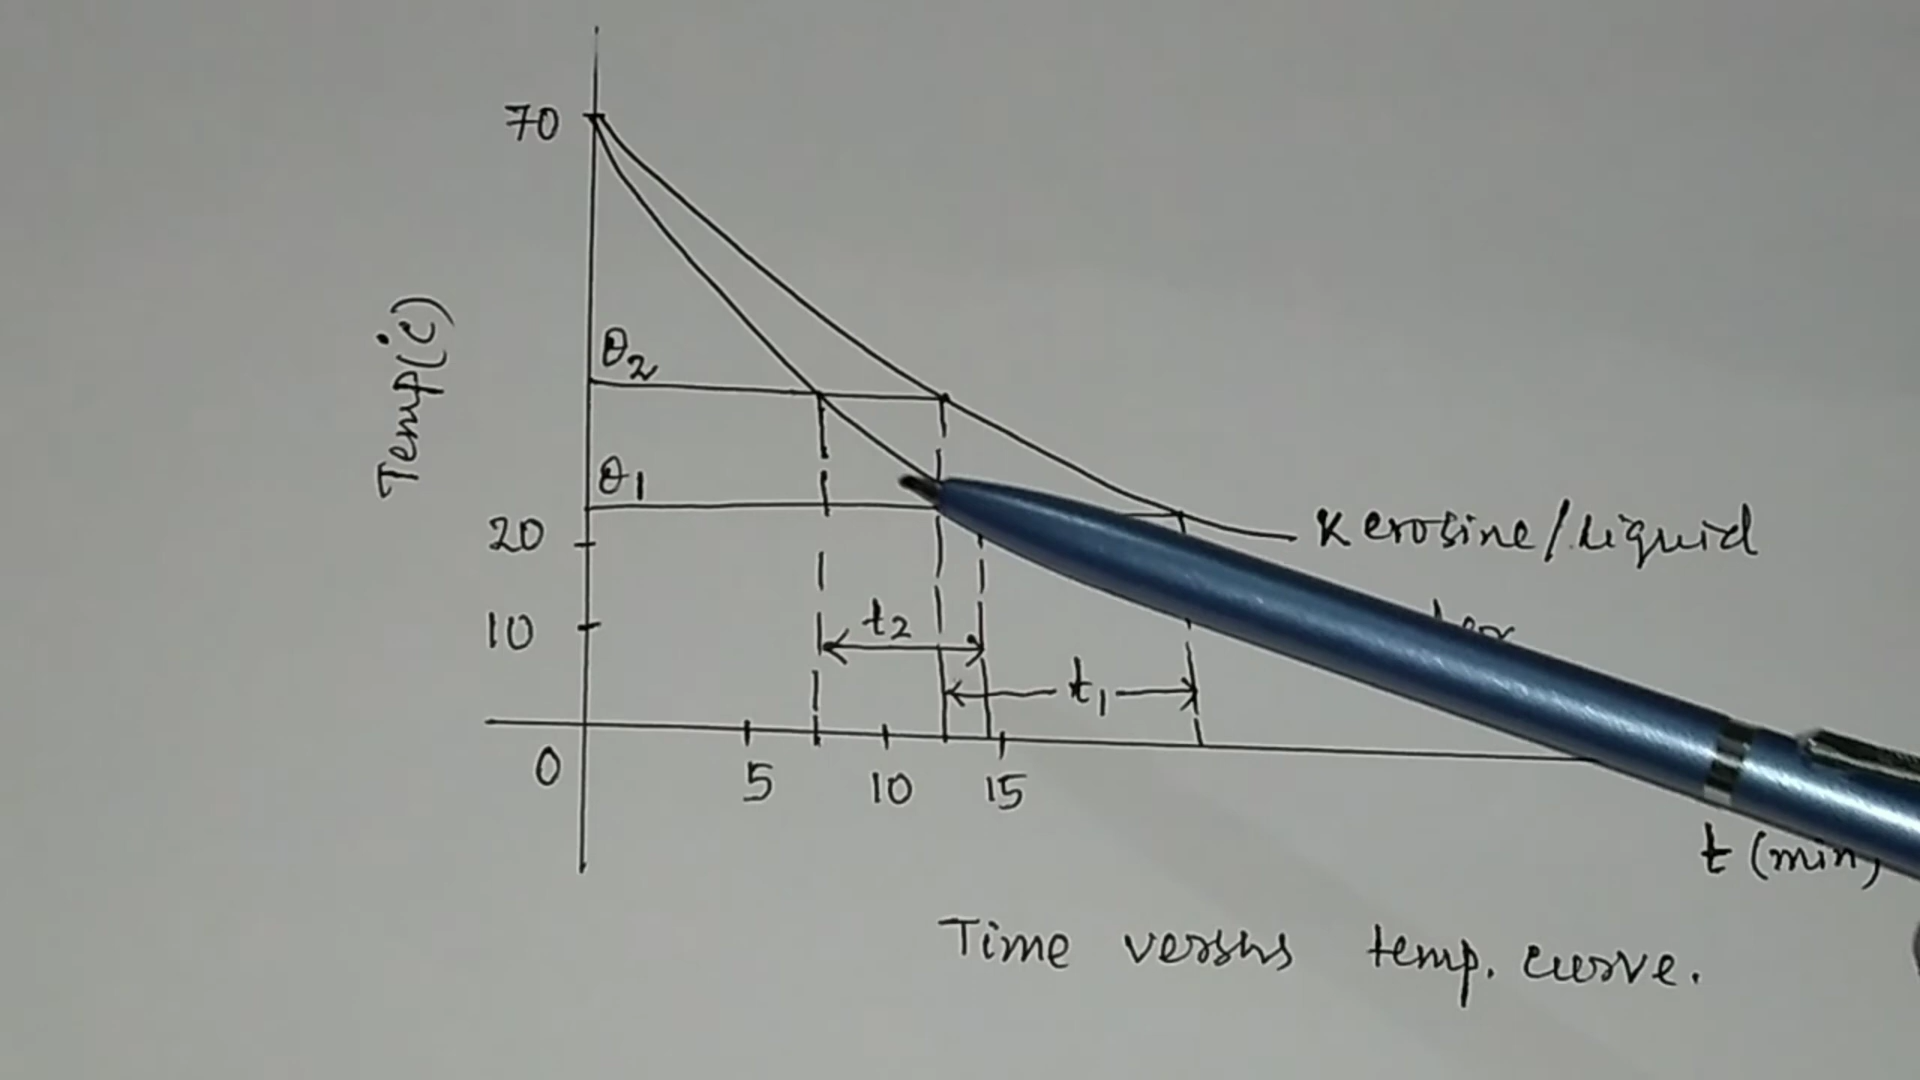 70
Temp(°c)
θ2
θ1
20
10
Kerosine/Liquid
t2
t1
0
5
10
15
t (min)
Time versus temp. curve.